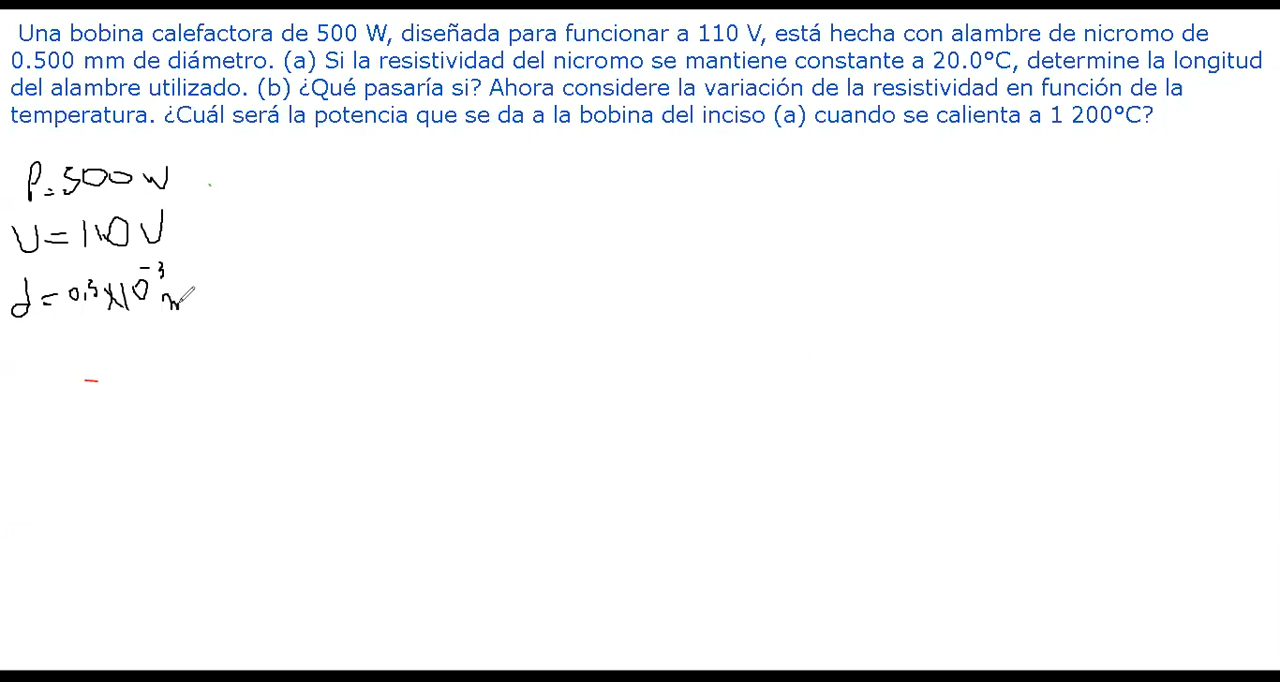 Una bobina calefactora de 500 W, diseñada para funcionar a 110 V, está hecha con alambre de nicromo de
0.500 mm de diámetro. (a) Si la resistividad del nicromo se mantiene constante a 20.0°C, determine la longitud
del alambre utilizado. (b) ¿Qué pasaría si? Ahora considere la variación de la resistividad en función de la
temperatura. ¿Cuál será la potencia que se da a la bobina del inciso (a) cuando se calienta a 1 200°C?
P = 500 W
V = 110 V
d = 0,5 x 10⁻³ m